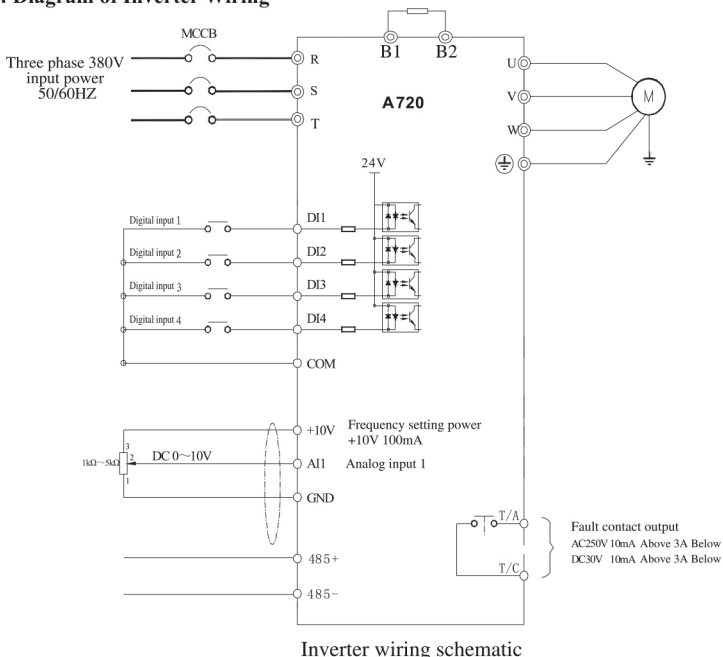 Diagram of Inverter Wiring
MCCB
B1 B2
Three phase 380V
input power
50/60HZ
R
S
T
A720
U
V
W
M
24V
Digital input 1
DI1
Digital input 2
DI2
Digital input 3
DI3
Digital input 4
DI4
COM
+10V
Frequency setting power
+10V 100mA
3
1kΩ～5kΩ
2
DC 0～10V
AI1
Analog input 1
1
GND
T/A
Fault contact output
AC250V 10mA Above 3A Below
DC30V 10mA Above 3A Below
T/C
485+
485-
Inverter wiring schematic